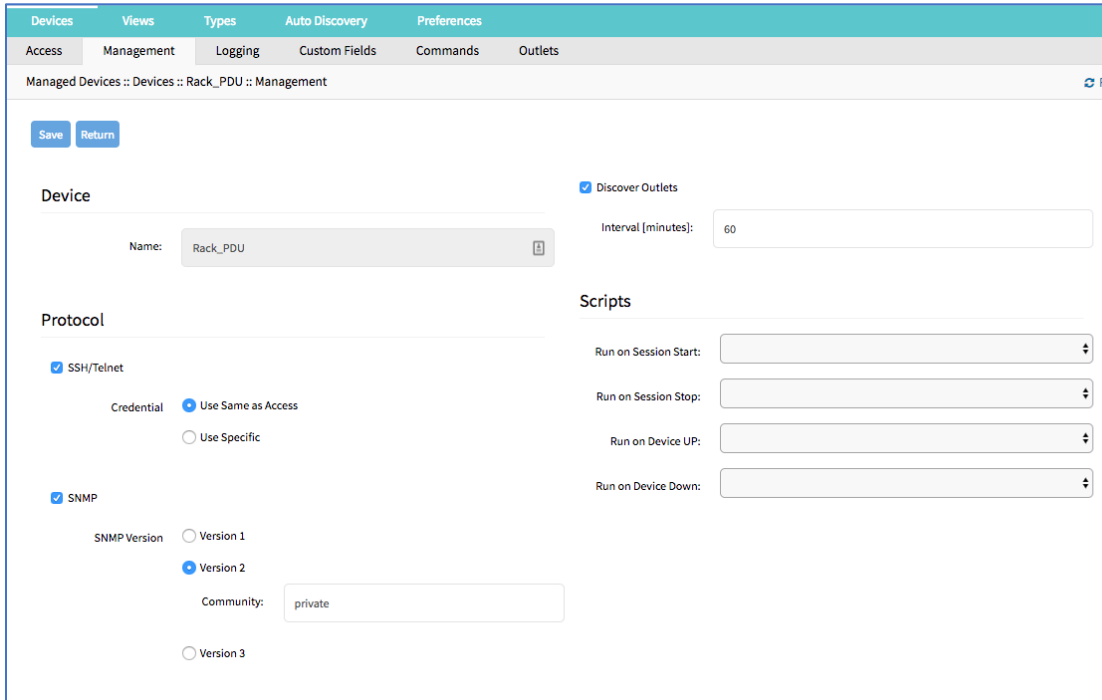 Devices Views Types Auto Discovery Preferences
Access Management Logging Custom Fields Commands Outlets
Managed Devices :: Devices :: Rack_PDU :: Management
Save Return
Device
Name: Rack_PDU
Protocol
SSH/Telnet
Credential Use Same as Access
Use Specific
SNMP
SNMP Version Version 1
Version 2
Community: private
Version 3
Discover Outlets
Interval [minutes]: 60
Scripts
Run on Session Start:
Run on Session Stop:
Run on Device UP:
Run on Device Down: